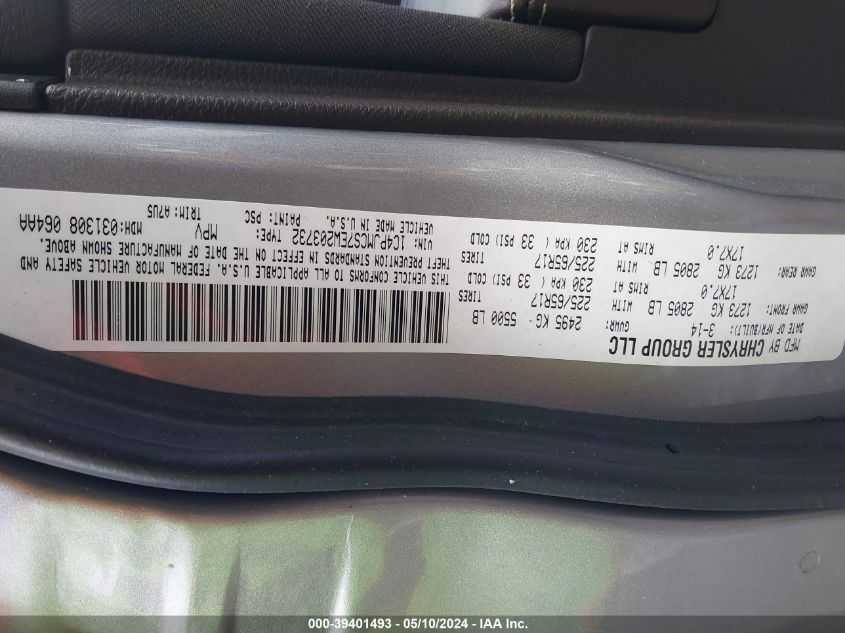 MFD BY CHRYSLER GROUP LLC
DATE OF MFR(BUILT): 3-14 GVWR: 2495 KG 5500 LB
GAWR FRONT: 1273 KG 2805 LB WITH 225/65R17 TIRES
17X7.0 RIMS AT 230 KPA ( 33 PSI) COLD
GAWR REAR: 1273 KG 2805 LB WITH 225/65R17 TIRES
17X7.0 RIMS AT 230 KPA ( 33 PSI) COLD
THIS VEHICLE CONFORMS TO ALL APPLICABLE U.S.A. FEDERAL MOTOR VEHICLE SAFETY AND
THEFT PREVENTION STANDARDS IN EFFECT ON THE DATE OF MANUFACTURE SHOWN ABOVE.
VIN: 1C4PJMCS7EW203732 TYPE: MPV MDH:031308 064AA
VEHICLE MADE IN U.S.A. PAINT: PSC TRIM:A7U5
000-39401493 - 05/10/2024 - IAA Inc.